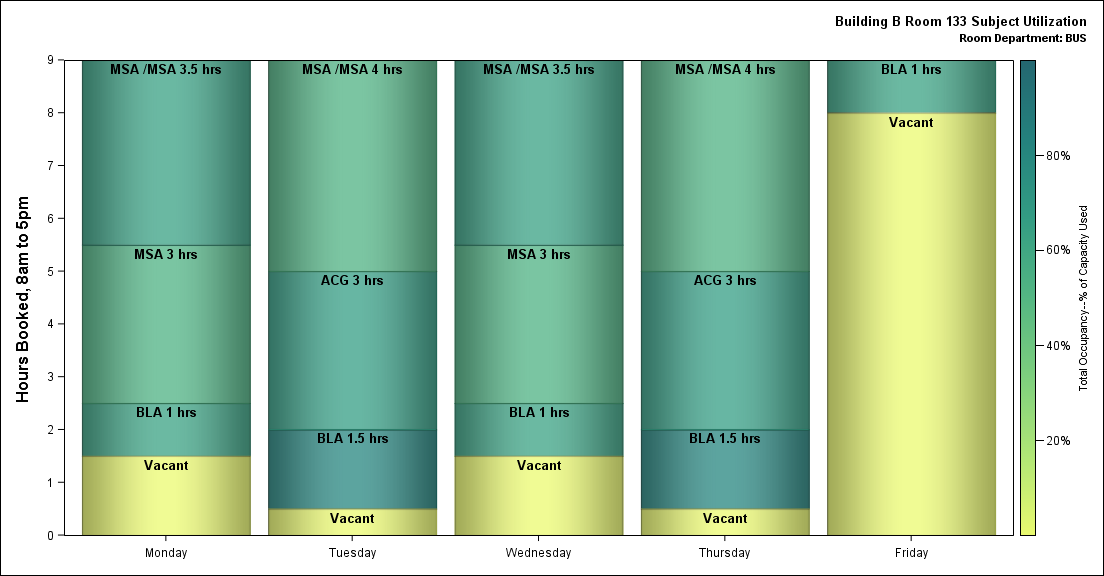 Building B Room 133 Subject Utilization
Room Department: BUS
Hours Booked, 8am to 5pm
9
8
7
6
5
4
3
2
1
0
MSA /MSA 3.5 hrs
MSA 3 hrs
BLA 1 hrs
Vacant
Monday
MSA /MSA 4 hrs
ACG 3 hrs
BLA 1.5 hrs
Vacant
Tuesday
MSA /MSA 3.5 hrs
MSA 3 hrs
BLA 1 hrs
Vacant
Wednesday
MSA /MSA 4 hrs
ACG 3 hrs
BLA 1.5 hrs
Vacant
Thursday
BLA 1 hrs
Vacant
Friday
80%
60%
40%
20%
Total Occupancy--% of Capacity Used